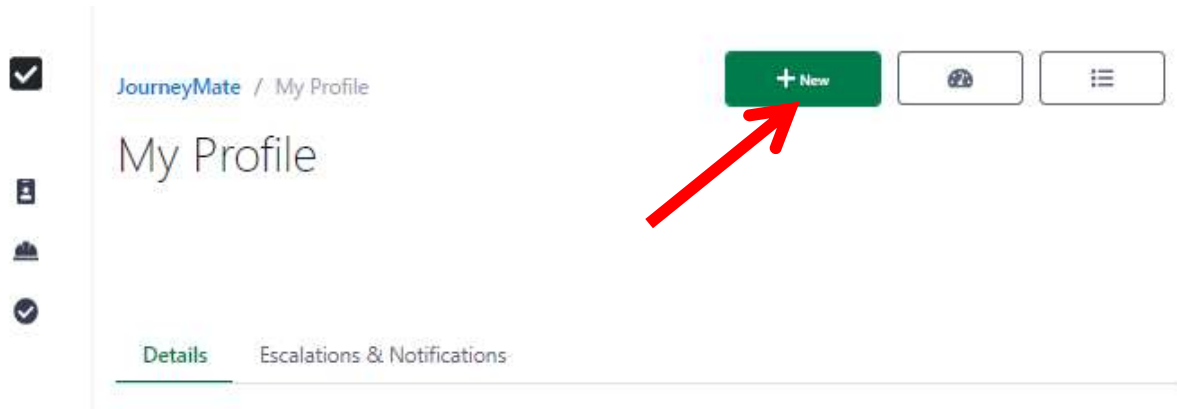 JourneyMate / My Profile
+ New
My Profile
Details
Escalations & Notifications